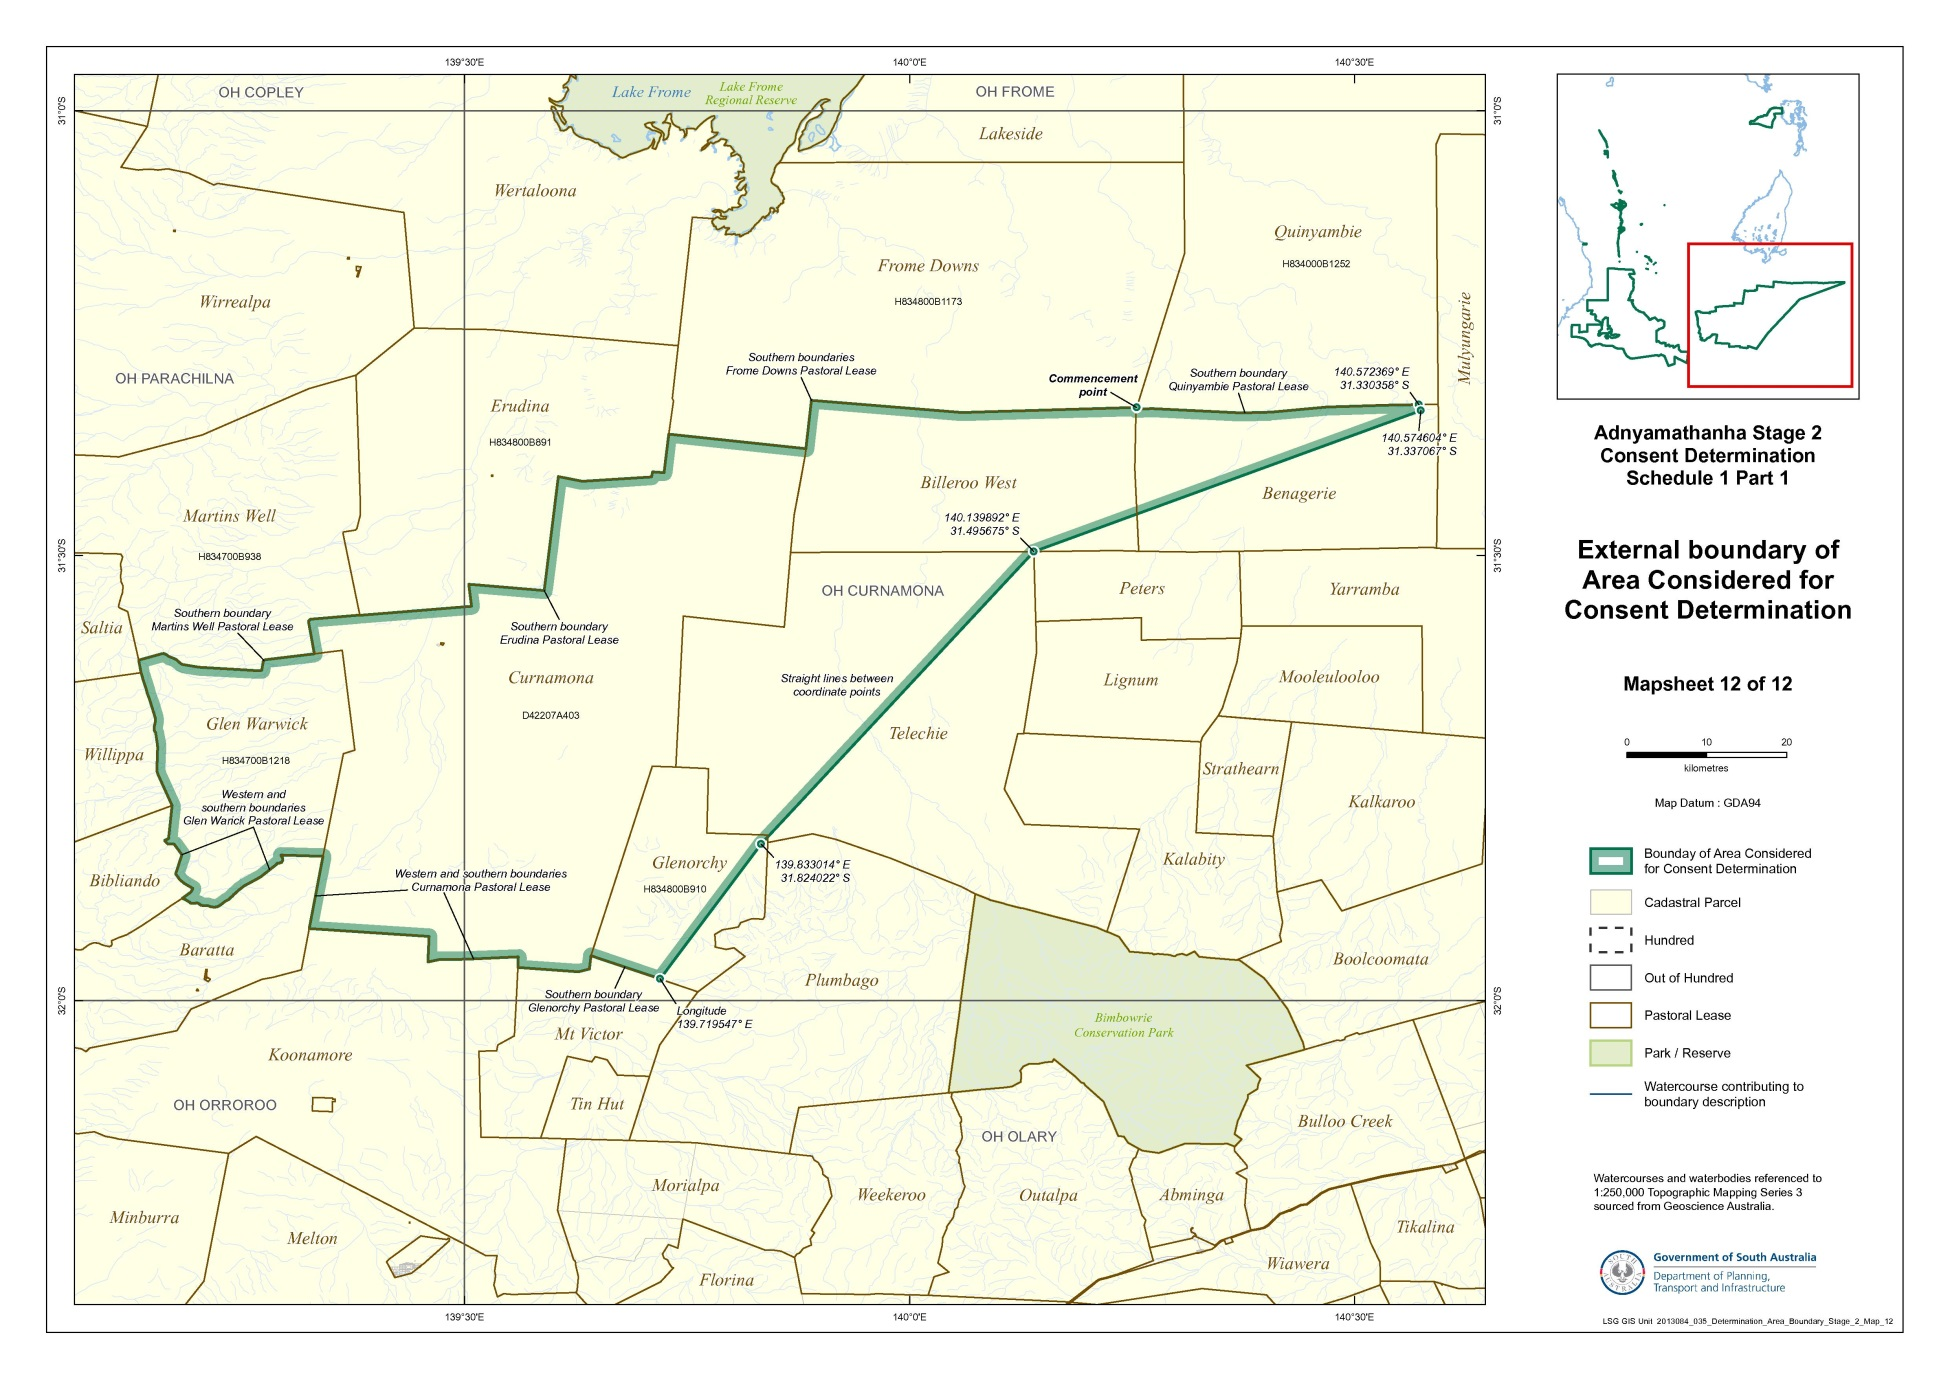 139°30'E
140°0'E
140°30'E
31°0'S
31°0'S
OH COPLEY
Lake Frome
Lake Frome
Regional Reserve
OH FROME
Lakeside
Wertaloona
Quinyambie
H834000B1252
Frome Downs
H834800B1173
Wirrealpa
Mulyungarie
OH PARACHILNA
Southern boundaries
Frome Downs Pastoral Lease
Commencement
point
Southern boundary
Quinyambie Pastoral Lease
140.572369° E
31.330358° S
Erudina
H834800B891
140.574604° E
31.337067° S
Billeroo West
Benagerie
Martins Well
H834700B938
140.139892° E
31.495675° S
31°30'S
31°30'S
OH CURNAMONA
Peters
Yarramba
Southern boundary
Martins Well Pastoral Lease
Saltia
Southern boundary
Erudina Pastoral Lease
Curnamona
D42207A403
Straight lines between
coordinate points
Lignum
Mooleulooloo
Glen Warwick
H834700B1218
Willippa
Telechie
Strathearn
Kalkaroo
Western and
southern boundaries
Glen Warick Pastoral Lease
Glenorchy
H834800B910
139.833014° E
31.824022° S
Kalabity
Bibliando
Western and southern boundaries
Curnamona Pastoral Lease
Baratta
Boolcoomata
Plumbago
Southern boundary
Glenorchy Pastoral Lease
Longitude
139.719547° E
32°0'S
32°0'S
Bimbowrie
Conservation Park
Mt Victor
Koonamore
OH ORROROO
Tin Hut
OH OLARY
Bulloo Creek
Morialpa
Weekeroo
Outalpa
Abminga
Minburra
Melton
Tikalina
Wiawera
Florina
139°30'E
140°0'E
140°30'E
Adnyamathanha Stage 2
Consent Determination
Schedule 1 Part 1
External boundary of
Area Considered for
Consent Determination
Mapsheet 12 of 12
0 10 20
kilometres
Map Datum : GDA94
Bounday of Area Considered
for Consent Determination
Cadastral Parcel
Hundred
Out of Hundred
Pastoral Lease
Park / Reserve
Watercourse contributing to
boundary description
Watercourses and waterbodies referenced to
1:250,000 Topographic Mapping Series 3
sourced from Geoscience Australia.
Government of South Australia
Department of Planning,
Transport and Infrastructure
LSG GIS Unit 2013084_035_Determination_Area_Boundary_Stage_2_Map_12